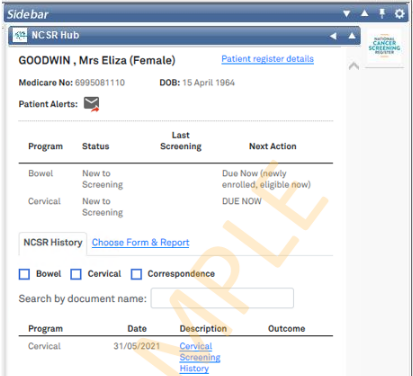 Sidebar
NCSR Hub
NATIONAL
CANCER
SCREENING
REGISTER
GOODWIN , Mrs Eliza (Female) Patient register details
Medicare No: 6995081110 DOB: 15 April 1964
Patient Alerts:
Program Status Last Screening Next Action
Bowel New to Screening Due Now (newly enrolled, eligible now)
Cervical New to Screening DUE NOW
NCSR History Choose Form & Report
Bowel Cervical Correspondence
Search by document name:
Program Date Description Outcome
Cervical 31/05/2021 Cervical
Screening
History
MPLE